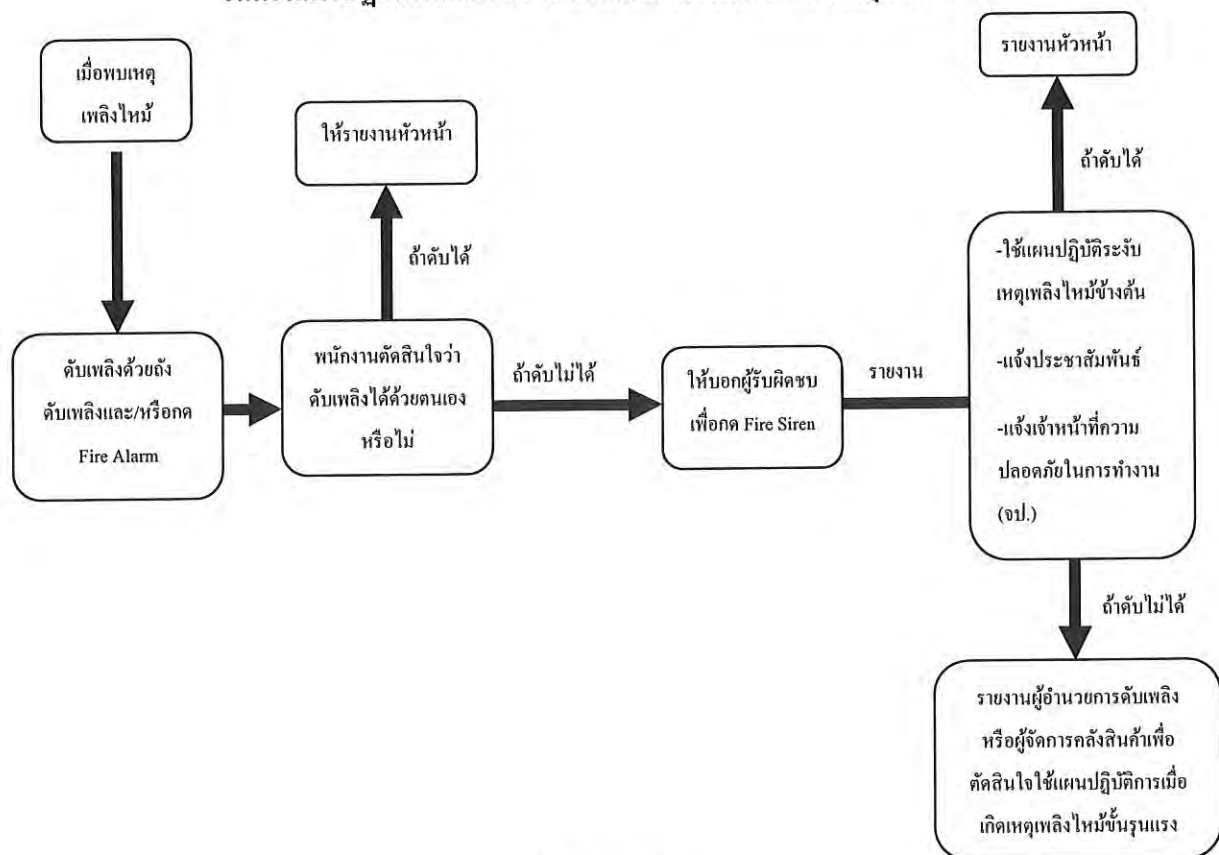 เมื่อพบเหตุ
เพลิงไหม้
ดับเพลิงด้วยถัง
ดับเพลิงและ/หรือกด
Fire Alarm
ให้รายงานหัวหน้า
ถ้าดับได้
พนักงานตัดสินใจว่า
ดับเพลิงได้ด้วยตนเอง
หรือไม่
ถ้าดับไม่ได้
ให้บอกผู้รับผิดชบ
เพื่อกด Fire Siren
รายงาน
รายงานหัวหน้า
ถ้าดับได้
-ใช้แผนปฏิบัติระงับ
เหตุเพลิงไหม้ข้างต้น
-แจ้งประชาสัมพันธ์
-แจ้งเจ้าหน้าที่ความ
ปลอดภัยในการทำงาน
(จป.)
ถ้าดับไม่ได้
รายงานผู้อำนวยการดับเพลิง
หรือผู้จัดการคลังสินค้าเพื่อ
ตัดสินใจใช้แผนปฏิบัติการเมื่อ
เกิดเหตุเพลิงไหม้ขั้นรุนแรง